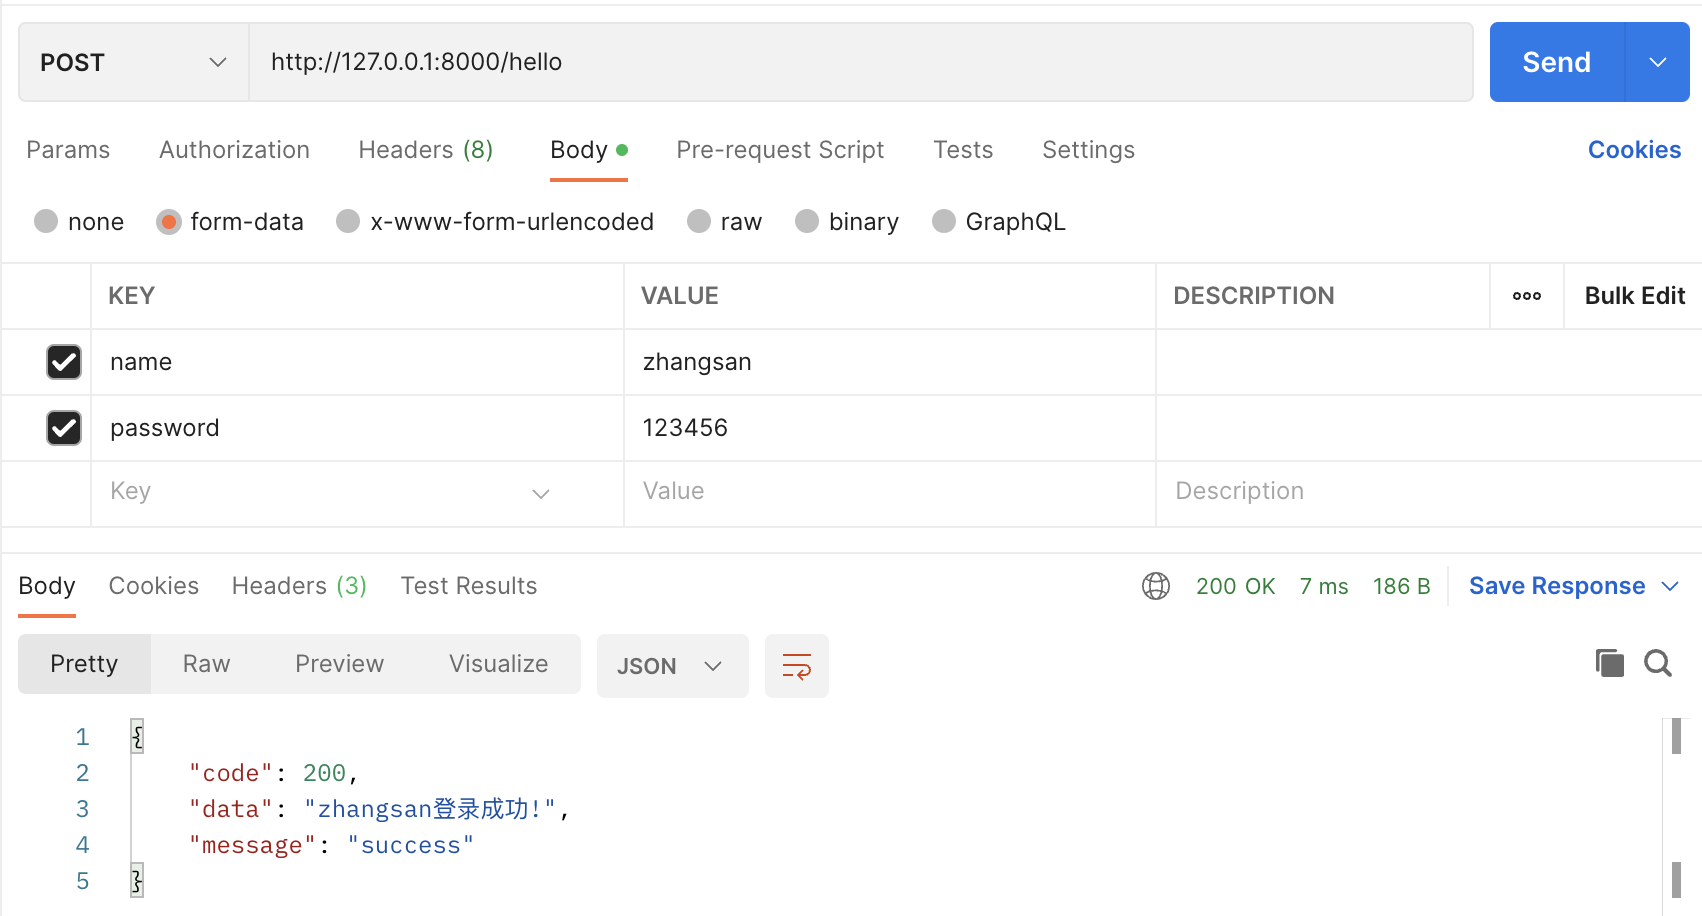 POST http://127.0.0.1:8000/hello Send
Params Authorization Headers (8) Body Pre-request Script Tests Settings Cookies
none form-data x-www-form-urlencoded raw binary GraphQL
KEY VALUE DESCRIPTION ooo Bulk Edit
name zhangsan
password 123456
Key Value Description
Body Cookies Headers (3) Test Results 200 OK 7 ms 186 B Save Response
Pretty Raw Preview Visualize JSON
1 {
2 "code": 200,
3 "data": "zhangsan登录成功!",
4 "message": "success"
5 }